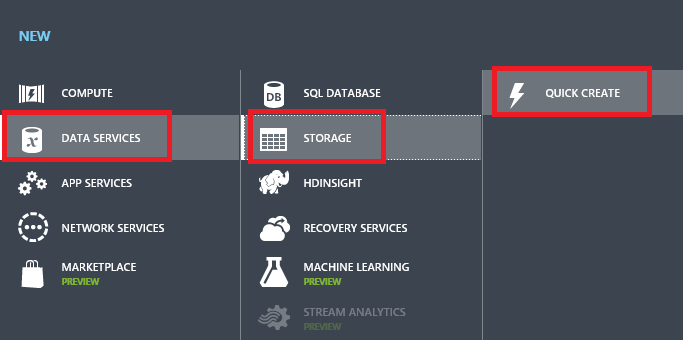 NEW
COMPUTE
DATA SERVICES
APP SERVICES
NETWORK SERVICES
MARKETPLACE
PREVIEW
DB
SQL DATABASE
STORAGE
HDINSIGHT
RECOVERY SERVICES
MACHINE LEARNING
PREVIEW
STREAM ANALYTICS
PREVIEW
QUICK CREATE